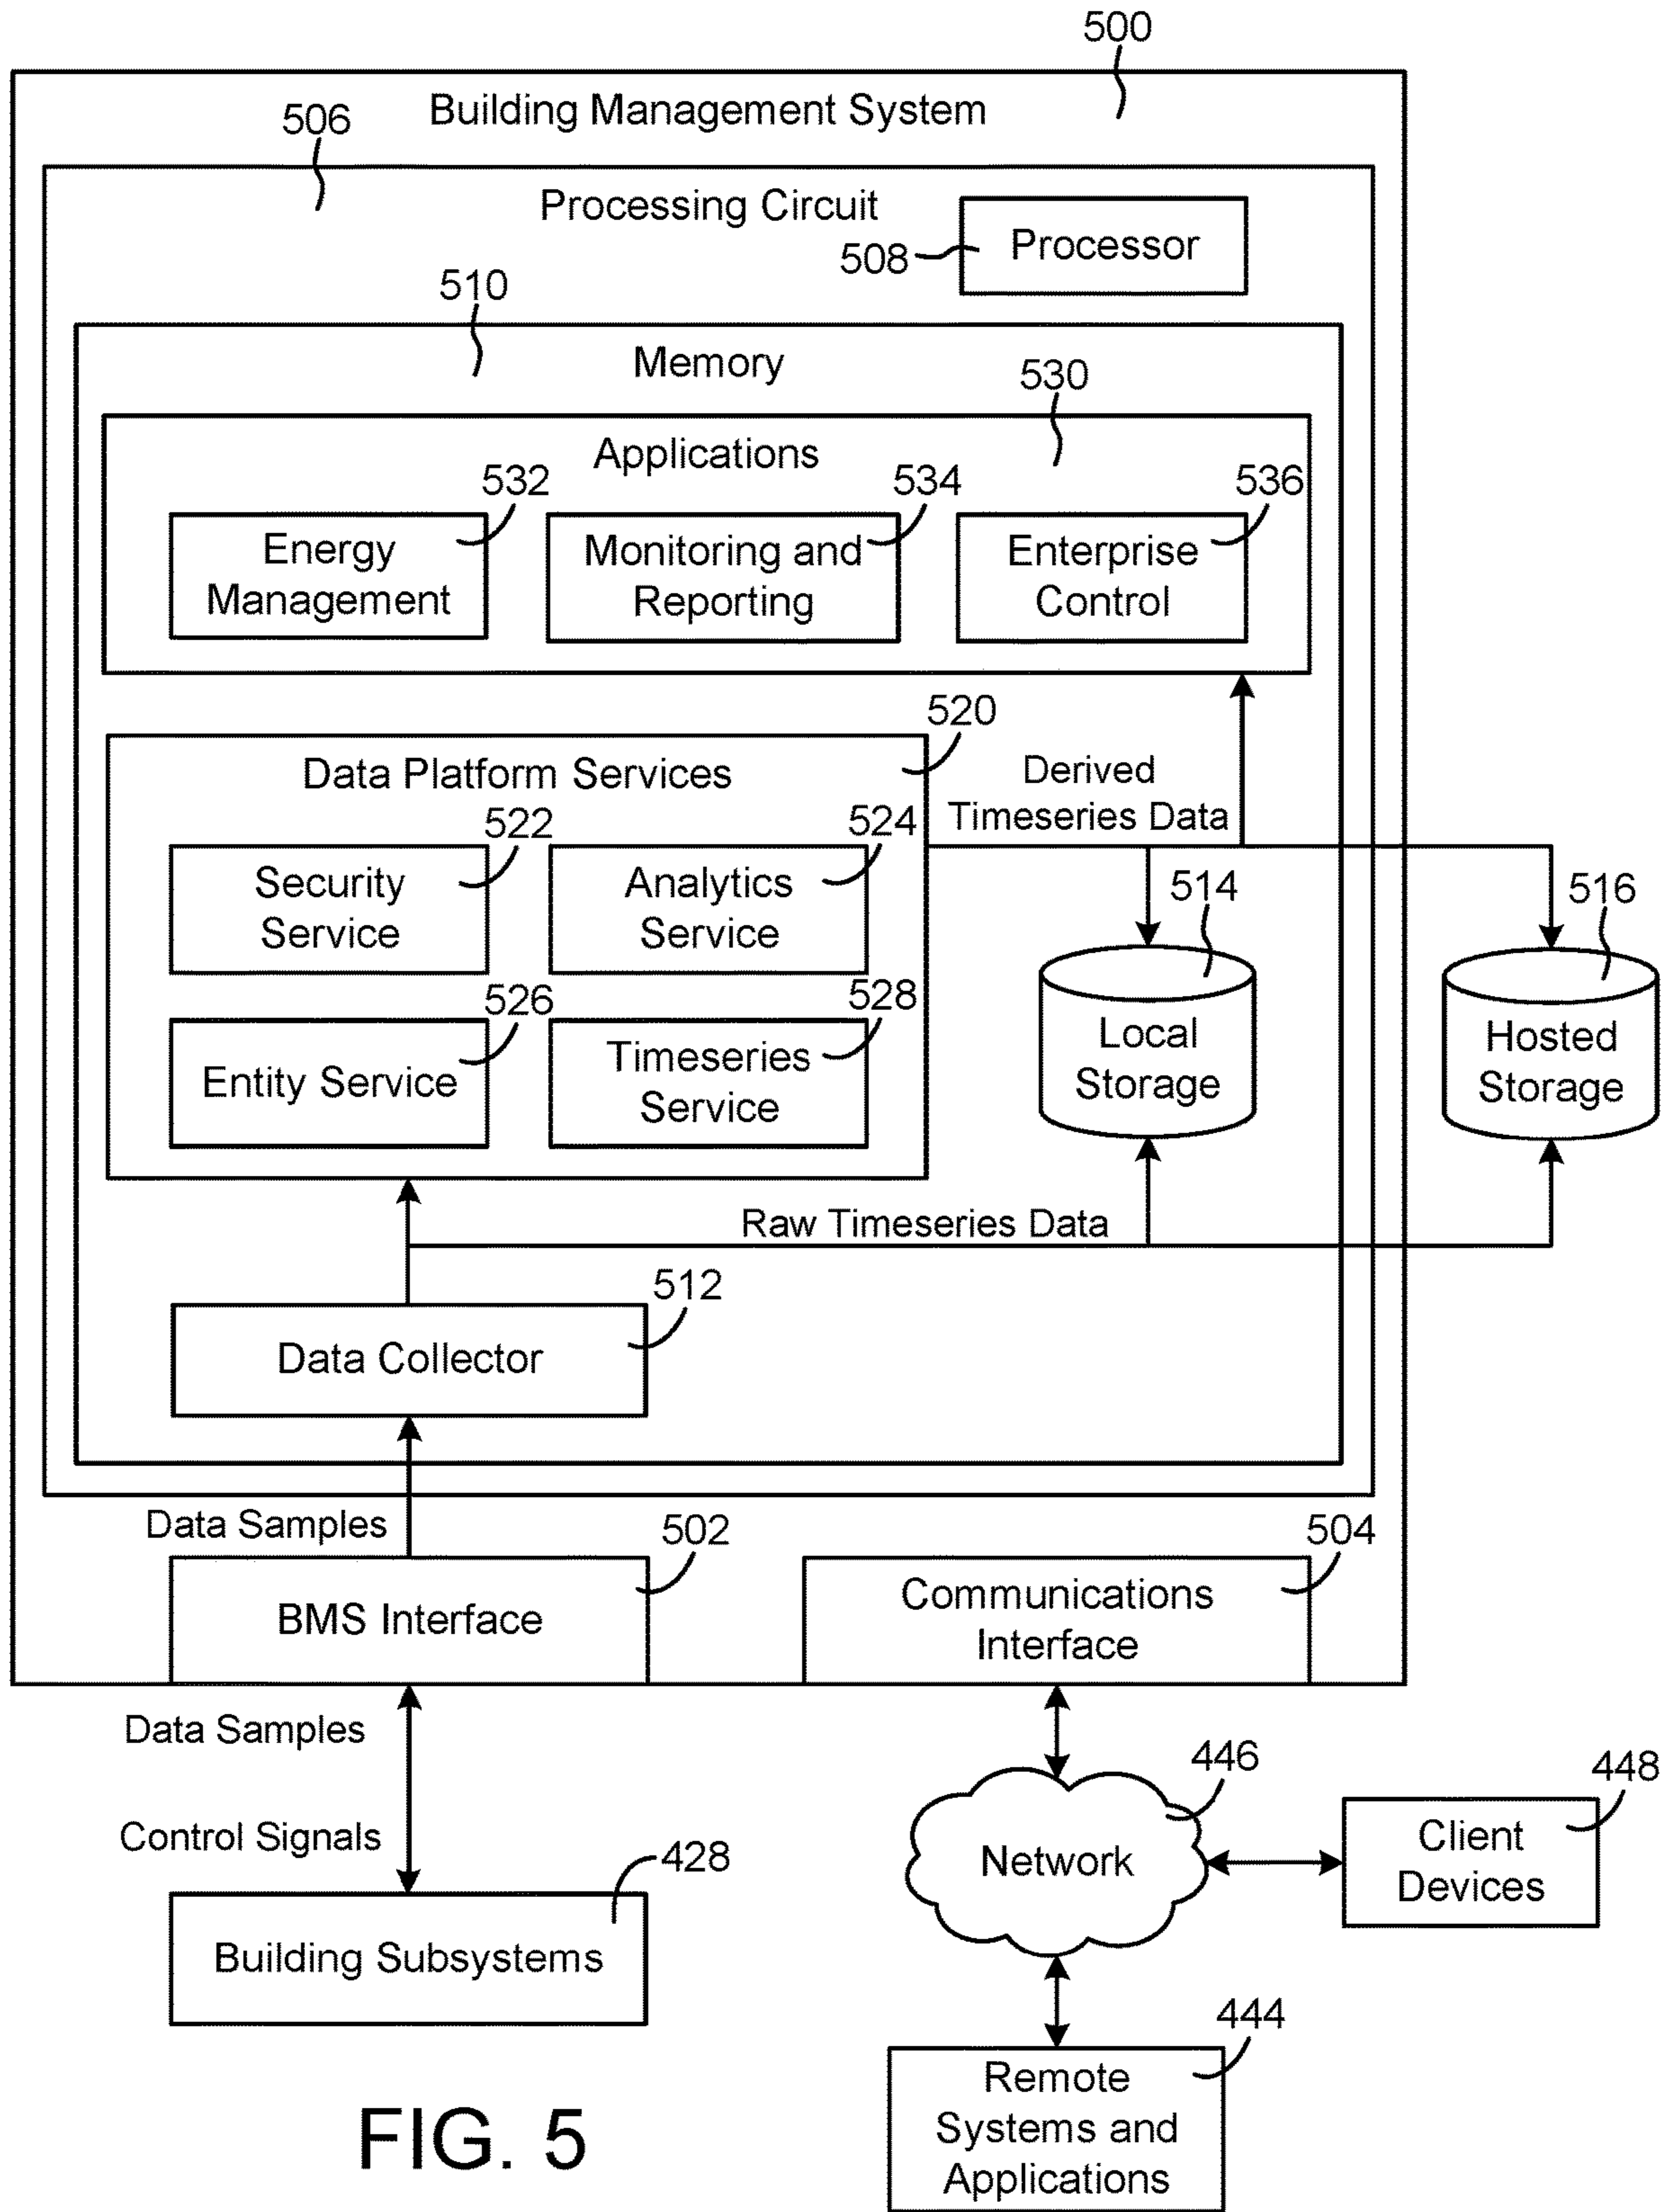 500
Building Management System
506
Processing Circuit
508
Processor
510
Memory
530
Applications
532
534
536
Energy
Management
Monitoring and
Reporting
Enterprise
Control
520
Data Platform Services
Derived
Timeseries Data
522
524
Security
Service
Analytics
Service
514
516
526
528
Entity Service
Timeseries
Service
Local
Storage
Hosted
Storage
Raw Timeseries Data
512
Data Collector
Data Samples
502
504
BMS Interface
Communications
Interface
Data Samples
Control Signals
446
448
Network
Client
Devices
428
Building Subsystems
444
Remote
Systems and
Applications
FIG. 5